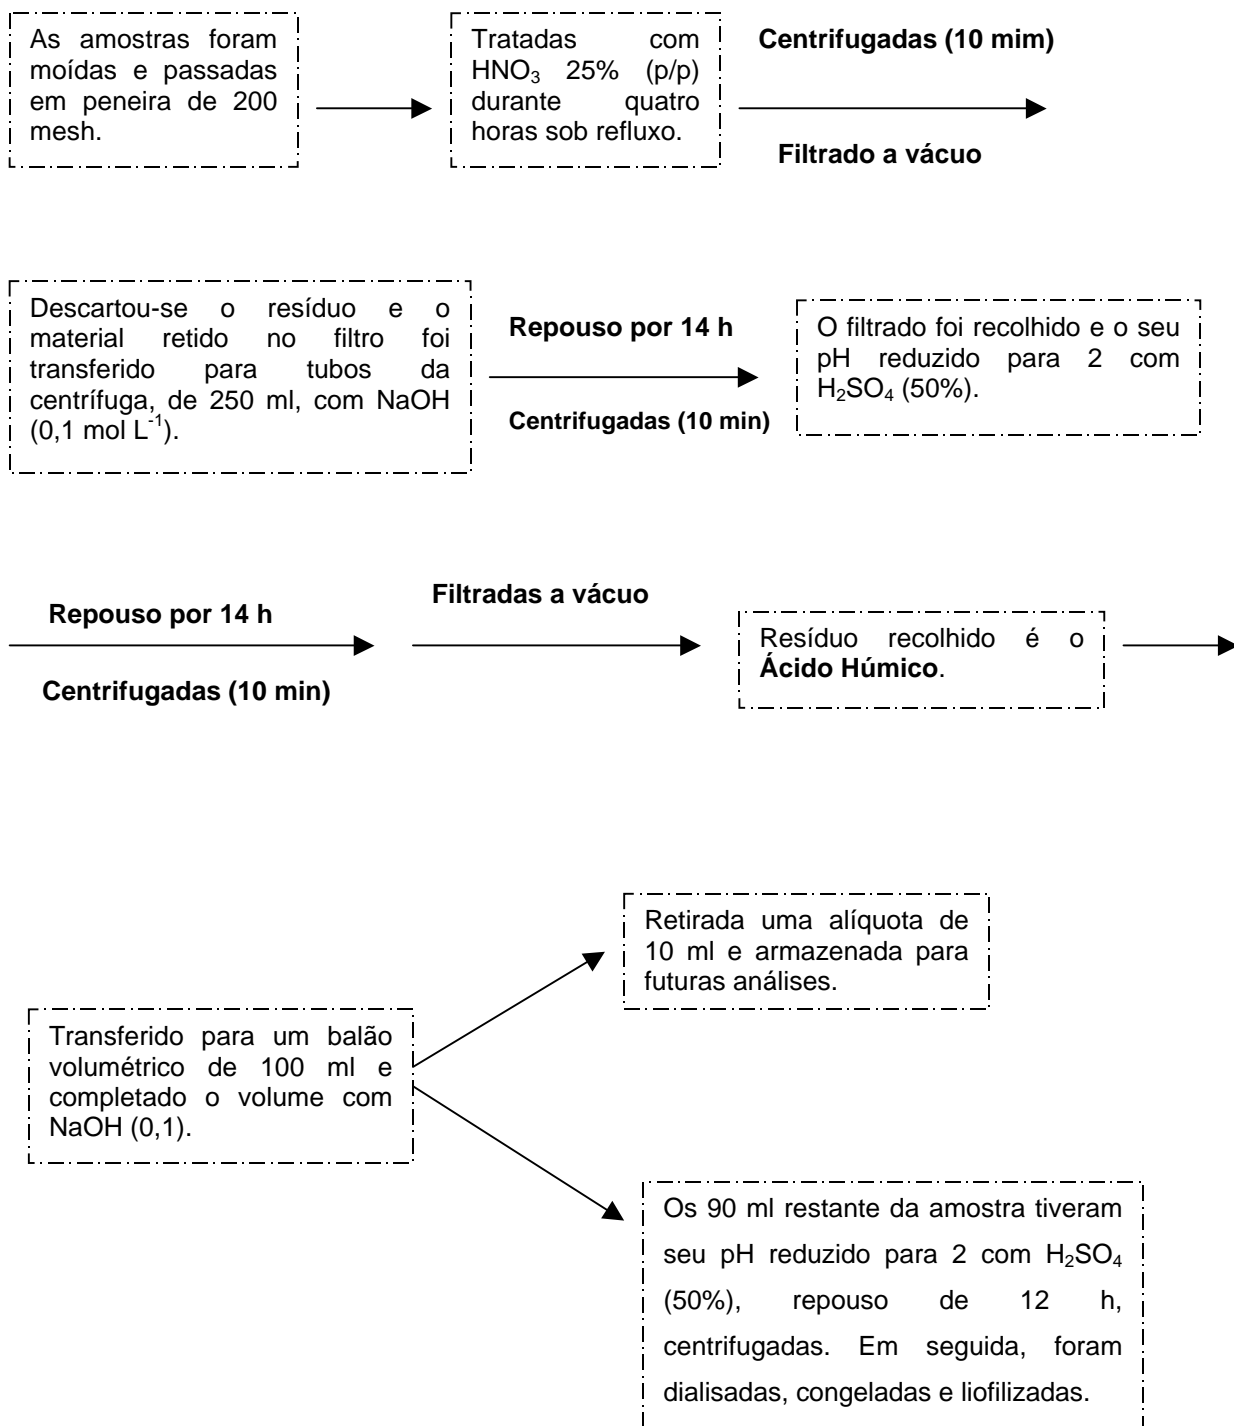 As amostras foram
moídas e passadas
em peneira de 200
mesh.
Tratadas com
HNO₃ 25% (p/p)
durante quatro
horas sob refluxo.
Centrifugadas (10 mim)
Filtrado a vácuo
Descartou-se o resíduo e o
material retido no filtro foi
transferido para tubos da
centrífuga, de 250 ml, com NaOH
(0,1 mol L⁻¹).
Repouso por 14 h
Centrifugadas (10 min)
O filtrado foi recolhido e o seu
pH reduzido para 2 com
H₂SO₄ (50%).
Repouso por 14 h
Centrifugadas (10 min)
Filtradas a vácuo
Resíduo recolhido é o
Ácido Húmico.
Retirada uma alíquota de
10 ml e armazenada para
futuras análises.
Transferido para um balão
volumétrico de 100 ml e
completado o volume com
NaOH (0,1).
Os 90 ml restante da amostra tiveram
seu pH reduzido para 2 com H₂SO₄
(50%), repouso de 12 h,
centrifugadas. Em seguida, foram
dialisadas, congeladas e liofilizadas.